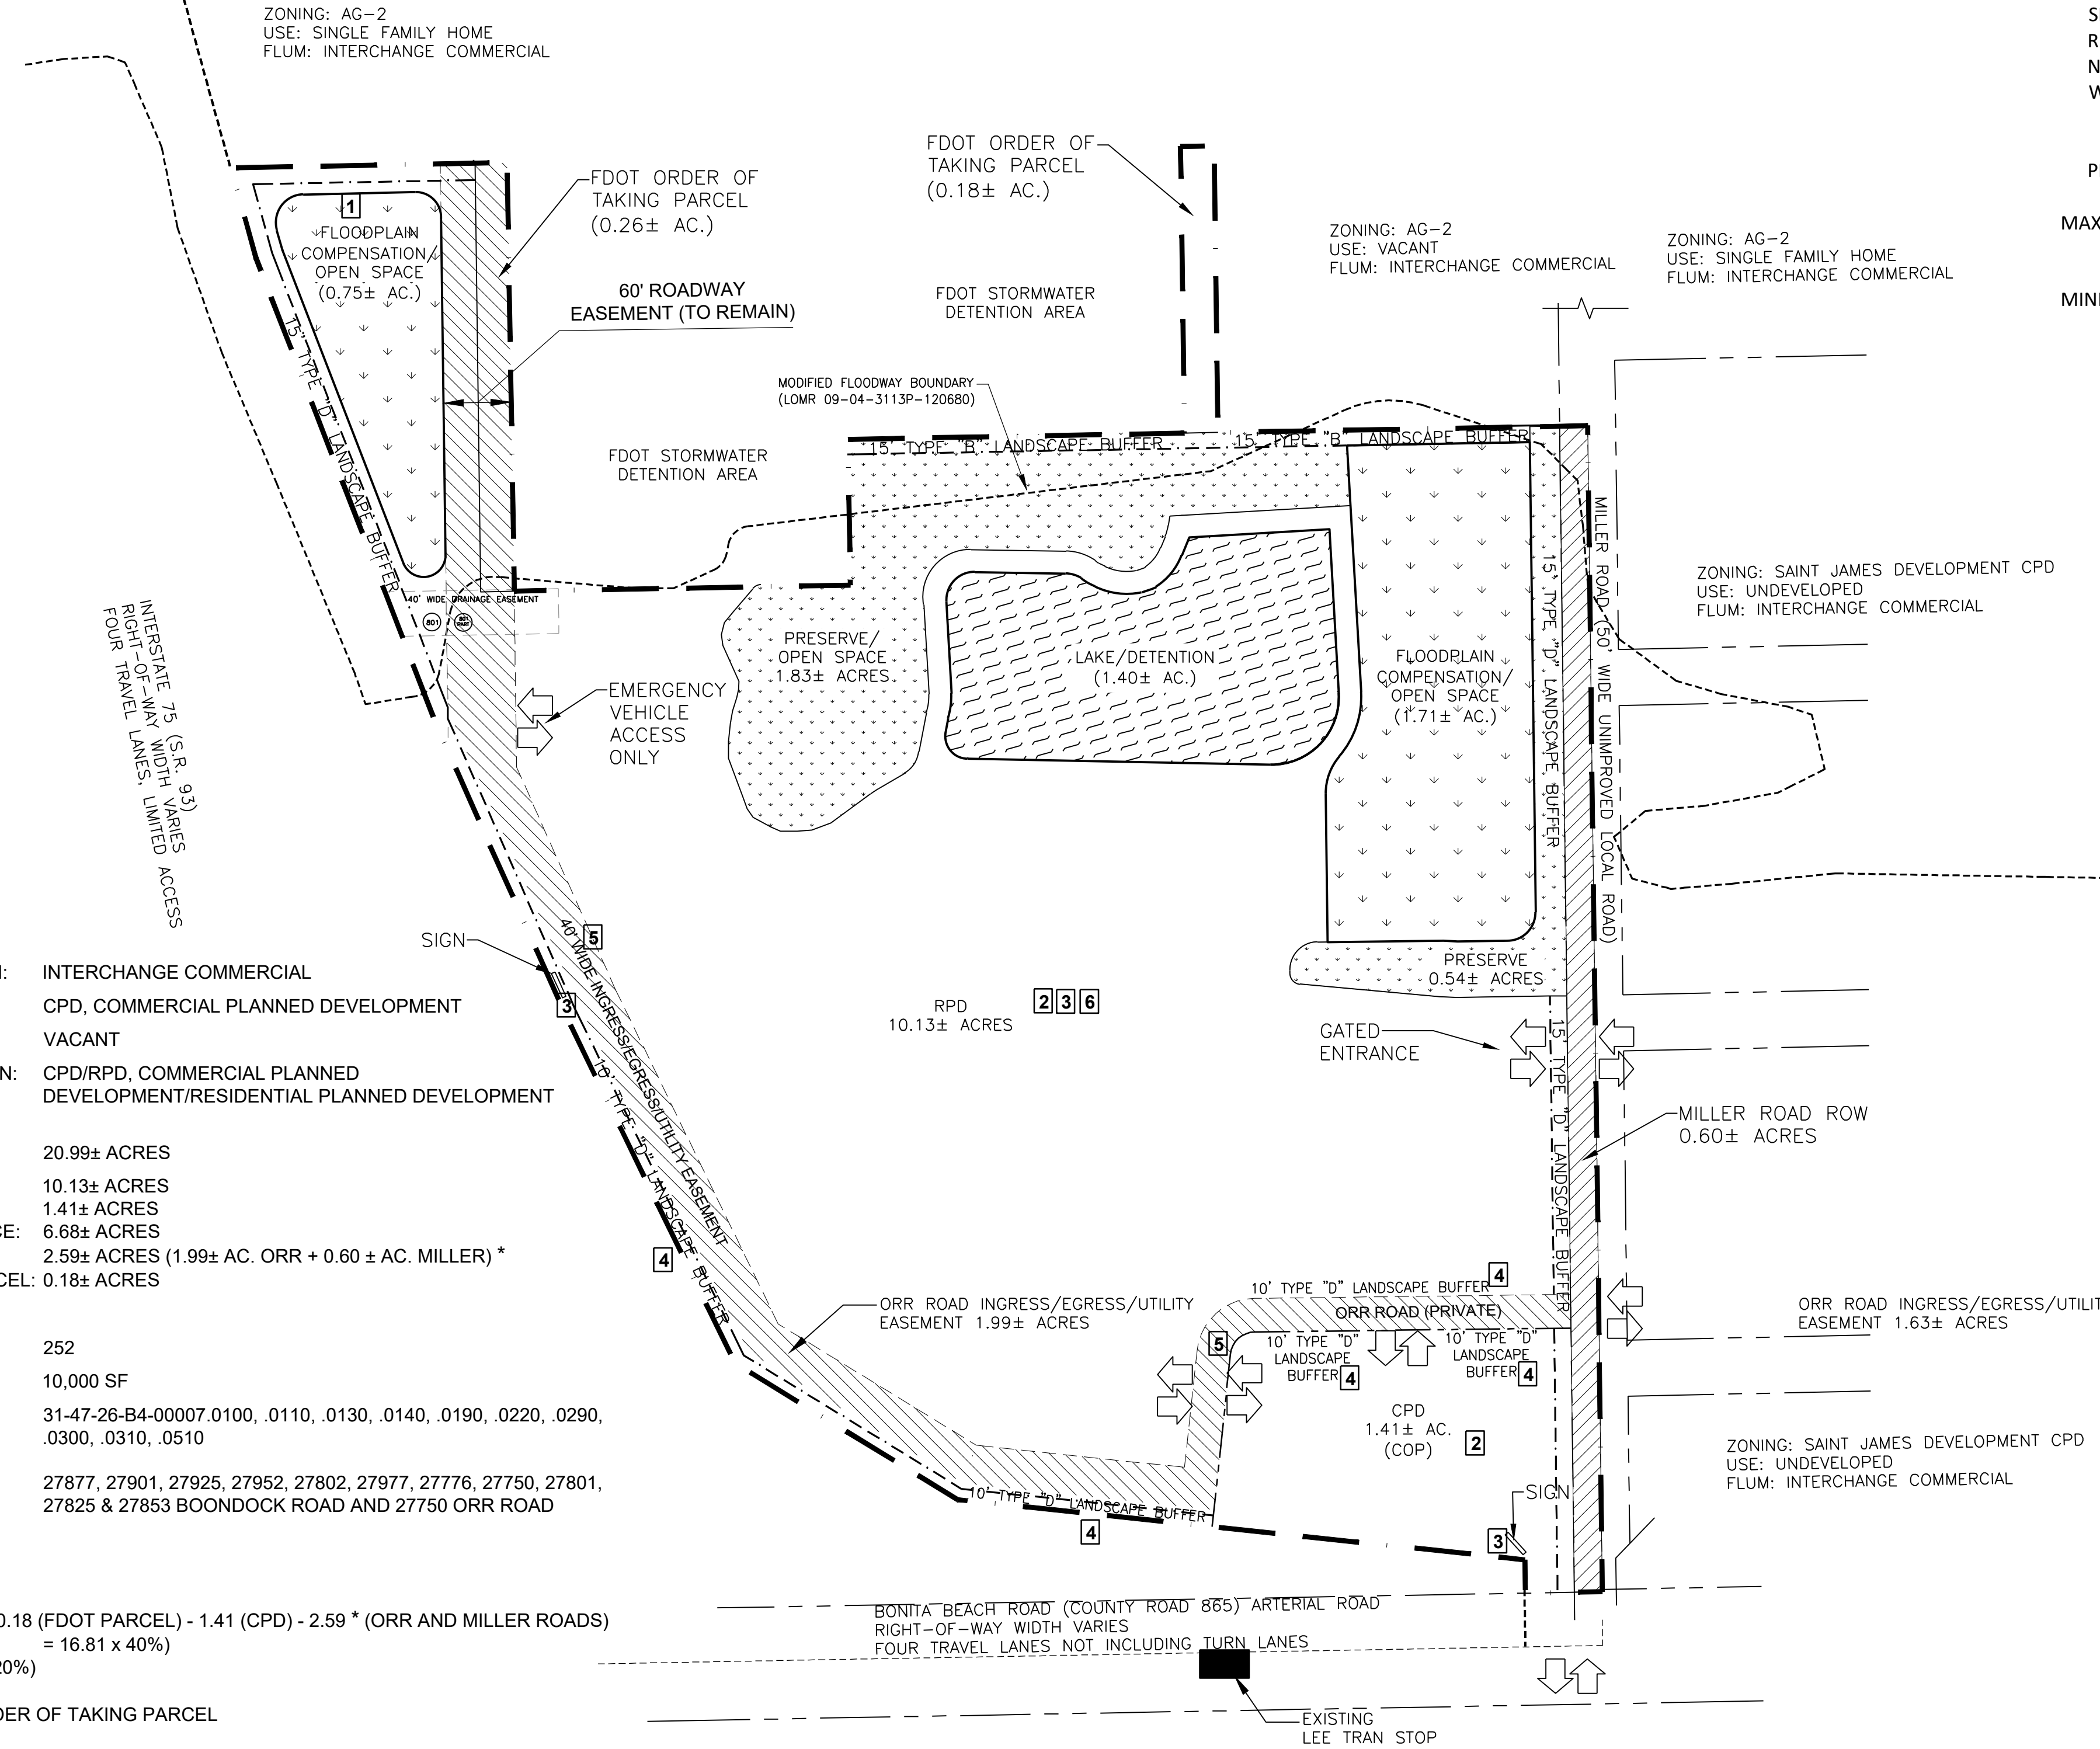 ZONING: AG-2
USE: SINGLE FAMILY HOME
FLUM: INTERCHANGE COMMERCIAL
FDOT ORDER OF
TAKING PARCEL
(0.26± AC.)
FDOT ORDER OF
TAKING PARCEL
(0.18± AC.)
ZONING: AG-2
USE: VACANT
FLUM: INTERCHANGE COMMERCIAL
ZONING: AG-2
USE: SINGLE FAMILY HOME
FLUM: INTERCHANGE COMMERCIAL
S
R
N
W
P
MAX
MINI
1
FLOODPLAIN
COMPENSATION/
OPEN SPACE
(0.75± AC.)
60' ROADWAY
EASEMENT (TO REMAIN)
FDOT STORMWATER
DETENTION AREA
MODIFIED FLOODWAY BOUNDARY
(LOMR 09-04-3113P-120680)
FDOT STORMWATER
DETENTION AREA
15' TYPE "B" LANDSCAPE BUFFER
15' TYPE "B" LANDSCAPE BUFFER
15' TYPE "D" LANDSCAPE BUFFER
40' WIDE DRAINAGE EASEMENT
801
801
PART
INTERSTATE 75 (S.R. 93)
RIGHT-OF-WAY WIDTH VARIES
FOUR TRAVEL LANES, LIMITED ACCESS
EMERGENCY
VEHICLE
ACCESS
ONLY
PRESERVE/
OPEN SPACE
1.83± ACRES
LAKE/DETENTION
(1.40± AC.)
FLOODPLAIN
COMPENSATION/
OPEN SPACE
(1.71± AC.)
15' TYPE "D" LANDSCAPE BUFFER
MILLER ROAD (50' WIDE UNIMPROVED LOCAL ROAD)
ZONING: SAINT JAMES DEVELOPMENT CPD
USE: UNDEVELOPED
FLUM: INTERCHANGE COMMERCIAL
SIGN
5
3
40' WIDE INGRESS/EGRESS/UTILITY EASEMENT
10' TYPE "D" LANDSCAPE BUFFER
4
RPD
10.13± ACRES
2 3 6
PRESERVE
0.54± ACRES
GATED
ENTRANCE
15' TYPE "D" LANDSCAPE BUFFER
MILLER ROAD ROW
0.60± ACRES
N: INTERCHANGE COMMERCIAL
CPD, COMMERCIAL PLANNED DEVELOPMENT
VACANT
N: CPD/RPD, COMMERCIAL PLANNED
DEVELOPMENT/RESIDENTIAL PLANNED DEVELOPMENT
20.99± ACRES
10.13± ACRES
1.41± ACRES
CE: 6.68± ACRES
2.59± ACRES (1.99± AC. ORR + 0.60 ± AC. MILLER) *
CEL: 0.18± ACRES
252
10,000 SF
31-47-26-B4-00007.0100, .0110, .0130, .0140, .0190, .0220, .0290,
.0300, .0310, .0510
27877, 27901, 27925, 27952, 27802, 27977, 27776, 27750, 27801,
27825 & 27853 BOONDOCK ROAD AND 27750 ORR ROAD
0.18 (FDOT PARCEL) - 1.41 (CPD) - 2.59 * (ORR AND MILLER ROADS)
= 16.81 x 40%)
20%)
DER OF TAKING PARCEL
ORR ROAD INGRESS/EGRESS/UTILITY
EASEMENT 1.99± ACRES
10' TYPE "D" LANDSCAPE BUFFER
4
ORR ROAD (PRIVATE)
5
10' TYPE "D"
LANDSCAPE
BUFFER
4
10' TYPE "D"
LANDSCAPE
BUFFER
4
ORR ROAD INGRESS/EGRESS/UTILIT
EASEMENT 1.63± ACRES
CPD
1.41± AC.
(COP)
2
ZONING: SAINT JAMES DEVELOPMENT CPD
USE: UNDEVELOPED
FLUM: INTERCHANGE COMMERCIAL
10' TYPE "D" LANDSCAPE BUFFER
4
SIGN
3
BONITA BEACH ROAD (COUNTY ROAD 865) ARTERIAL ROAD
RIGHT-OF-WAY WIDTH VARIES
FOUR TRAVEL LANES NOT INCLUDING TURN LANES
EXISTING
LEE TRAN STOP